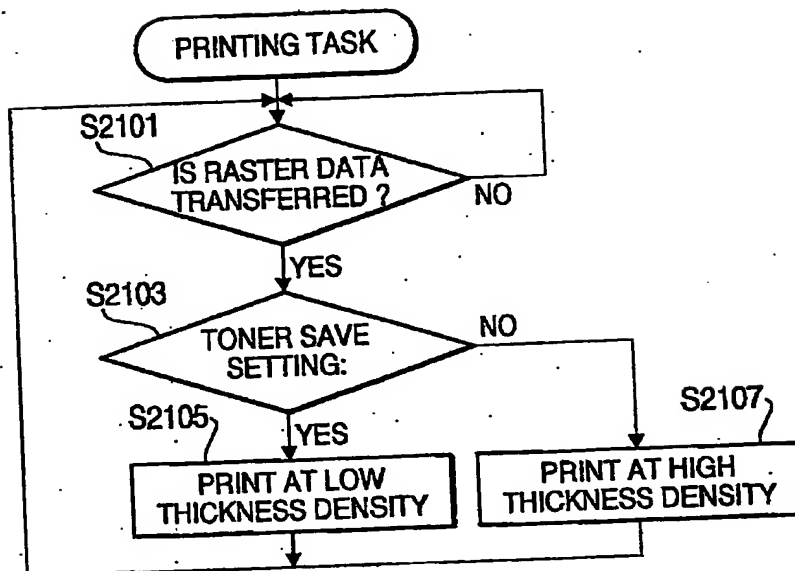 PRINTING TASK
S2101
IS RASTER DATA
TRANSFERRED ?
NO
YES
S2103
TONER SAVE
SETTING:
NO
S2105
YES
S2107
PRINT AT LOW
THICKNESS DENSITY
PRINT AT HIGH
THICKNESS DENSITY